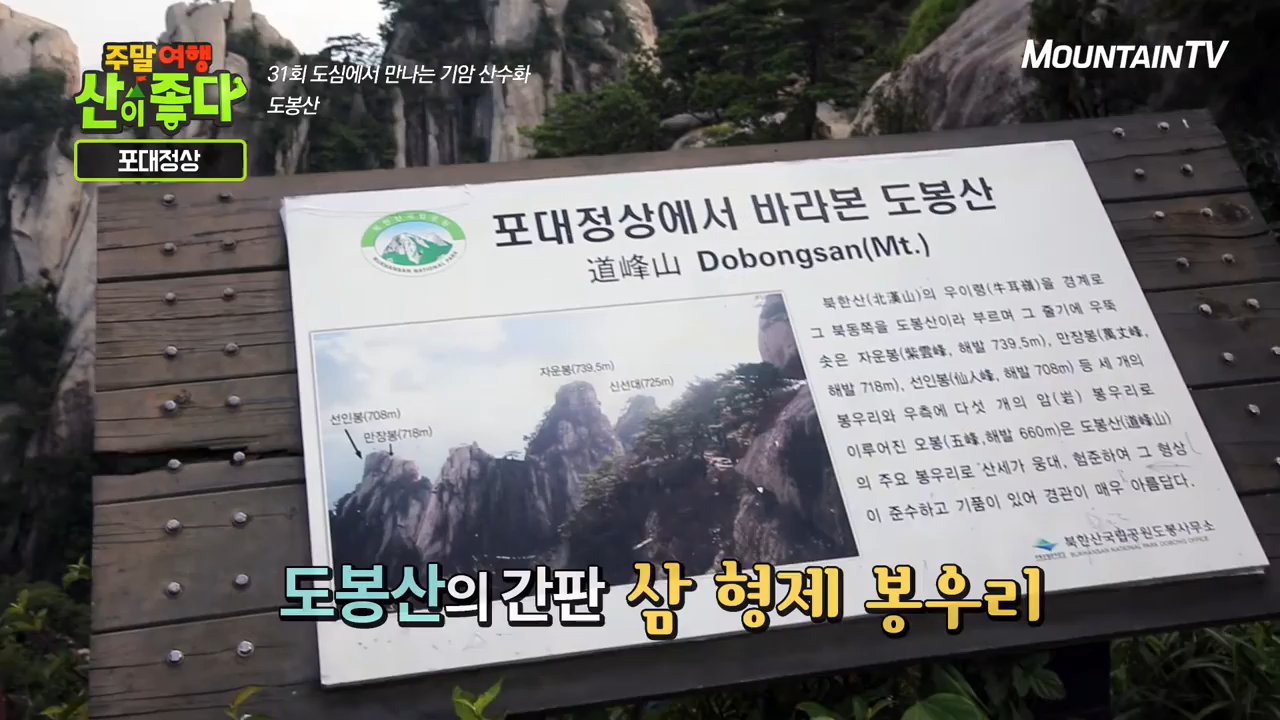 주말여행
산이 좋다
포대정상
31회 도심에서 만나는 기암 산수화
도봉산
MOUNTAINTV
포대정상에서 바라본 도봉산
道峰山 Dobongsan(Mt.)
BUKHANSAN NATIONAL PARK
선인봉(708m)
만장봉(718m)
자운봉(739.5m)
신선대(725m)
북한산(北漢山)의 우이령(牛耳嶺)을 경계로
그 북동쪽을 도봉산이라 부르며 그 줄기에 우뚝
솟은 자운봉(紫雲峰, 해발 739.5m), 만장봉(萬丈峰,
해발 718m), 선인봉(仙人峰, 해발 708m) 등 세 개의
봉우리와 우측에 다섯 개의 암(岩) 봉우리로
이루어진 오봉(五峰,해발 660m)은 도봉산(道峰山)
의 주요 봉우리로 산세가 웅대, 험준하여 그 형상
이 준수하고 기품이 있어 경관이 매우 아름답다.
북한산국립공원도봉사무소
BUKHANSAN NATIONAL PARK DOBONG OFFICE
도봉산의 간판 삼 형제 봉우리